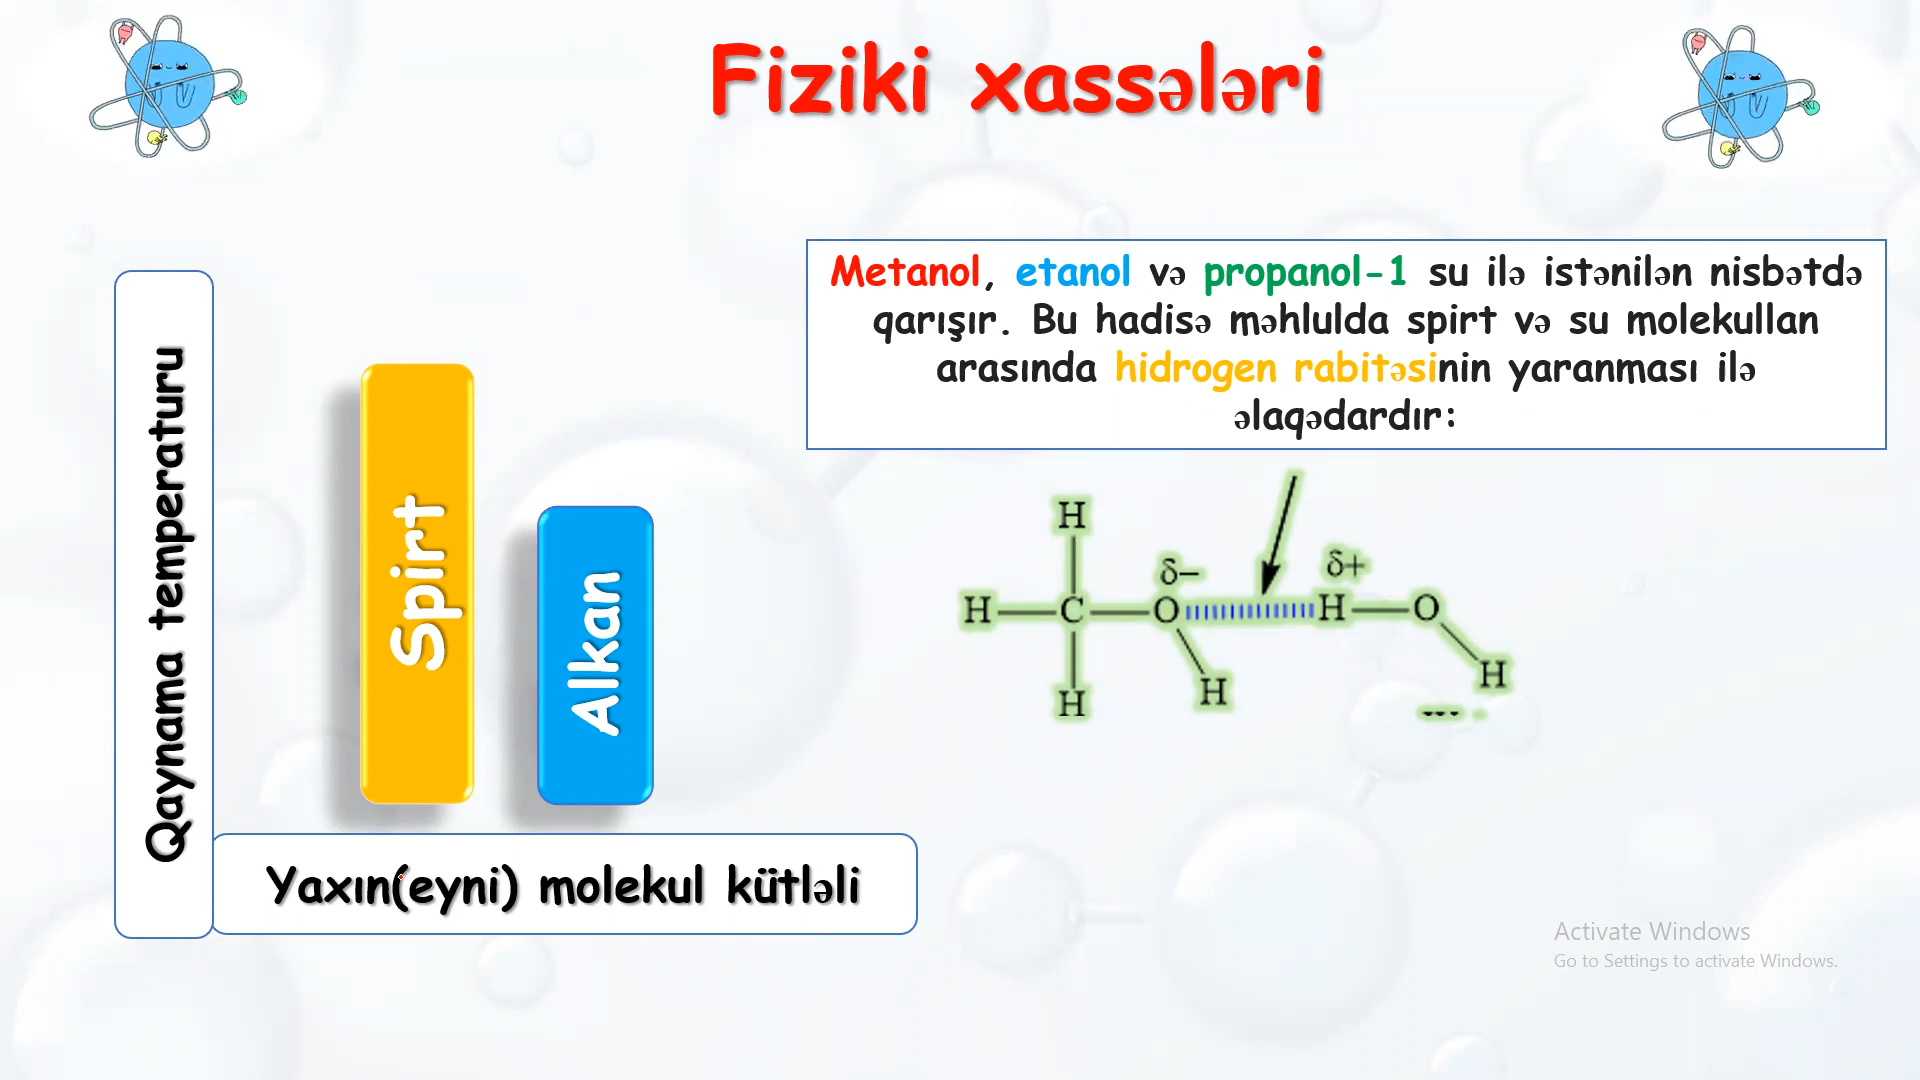 Fiziki xassələri
Metanol, etanol və propanol-1 su ilə istənilən nisbətdə
qarışır. Bu hadisə məhlulda spirt və su molekullan
arasında hidrogen rabitəsinin yaranması ilə
əlaqədardır:
Qaynama temperaturu
Spirt
Alkan
Yaxın(eyni) molekul kütləli
H
δ− δ+
H C O H O
H H H
Activate Windows
Go to Settings to activate Windows.